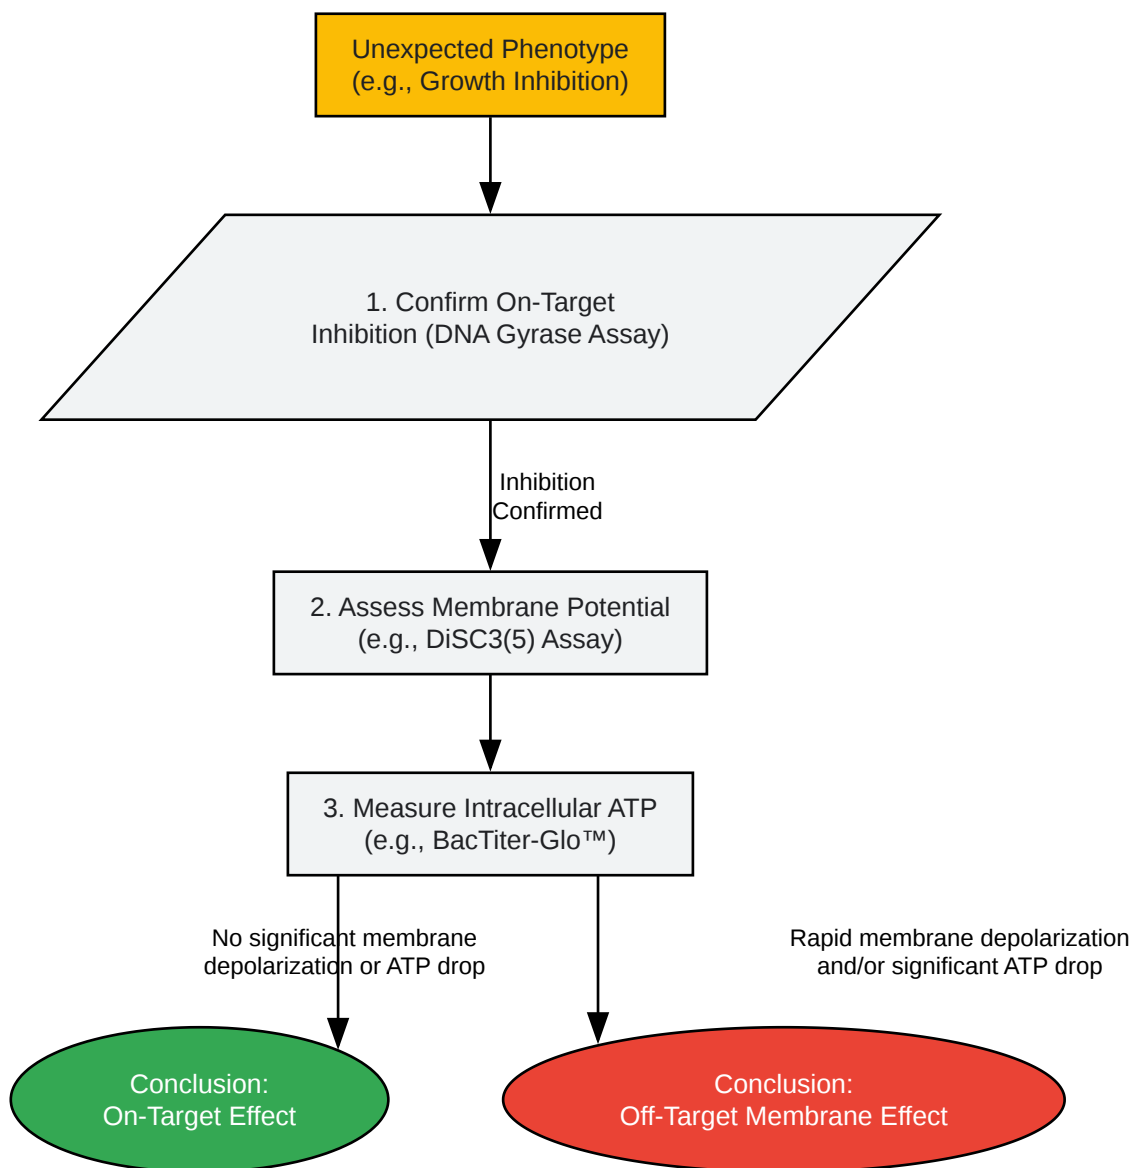 Unexpected Phenotype
(e.g., Growth Inhibition)
1. Confirm On-Target
Inhibition (DNA Gyrase Assay)
Inhibition
Confirmed
2. Assess Membrane Potential
(e.g., DiSC3(5) Assay)
3. Measure Intracellular ATP
(e.g., BacTiter-Glo™)
No significant membrane
depolarization or ATP drop
Rapid membrane depolarization
and/or significant ATP drop
Conclusion:
On-Target Effect
Conclusion:
Off-Target Membrane Effect